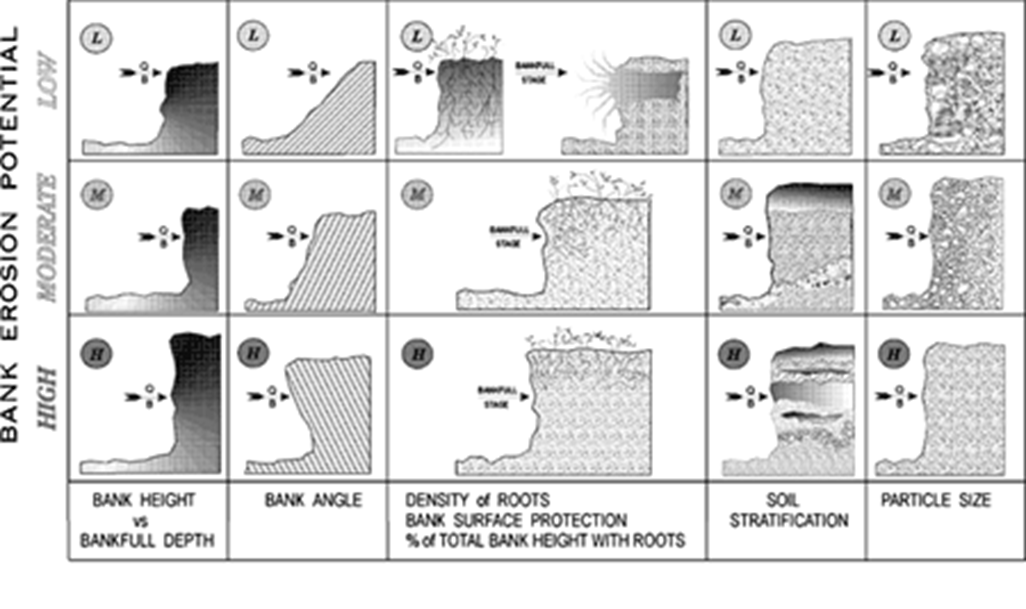 BANK EROSION POTENTIAL
LOW
L
Q
B
L
Q
B
L
Q
B
BANKFULL
STAGE
L
Q
B
L
Q
B
MODERATE
M
Q
B
M
Q
B
M
BANKFULL
STAGE
M
Q
B
M
Q
B
HIGH
H
Q
B
H
Q
B
H
BANKFULL
STAGE
H
Q
B
H
Q
B
BANK HEIGHT
vs
BANKFULL DEPTH
BANK ANGLE
DENSITY of ROOTS
BANK SURFACE PROTECTION
% of TOTAL BANK HEIGHT WITH ROOTS
SOIL
STRATIFICATION
PARTICLE SIZE